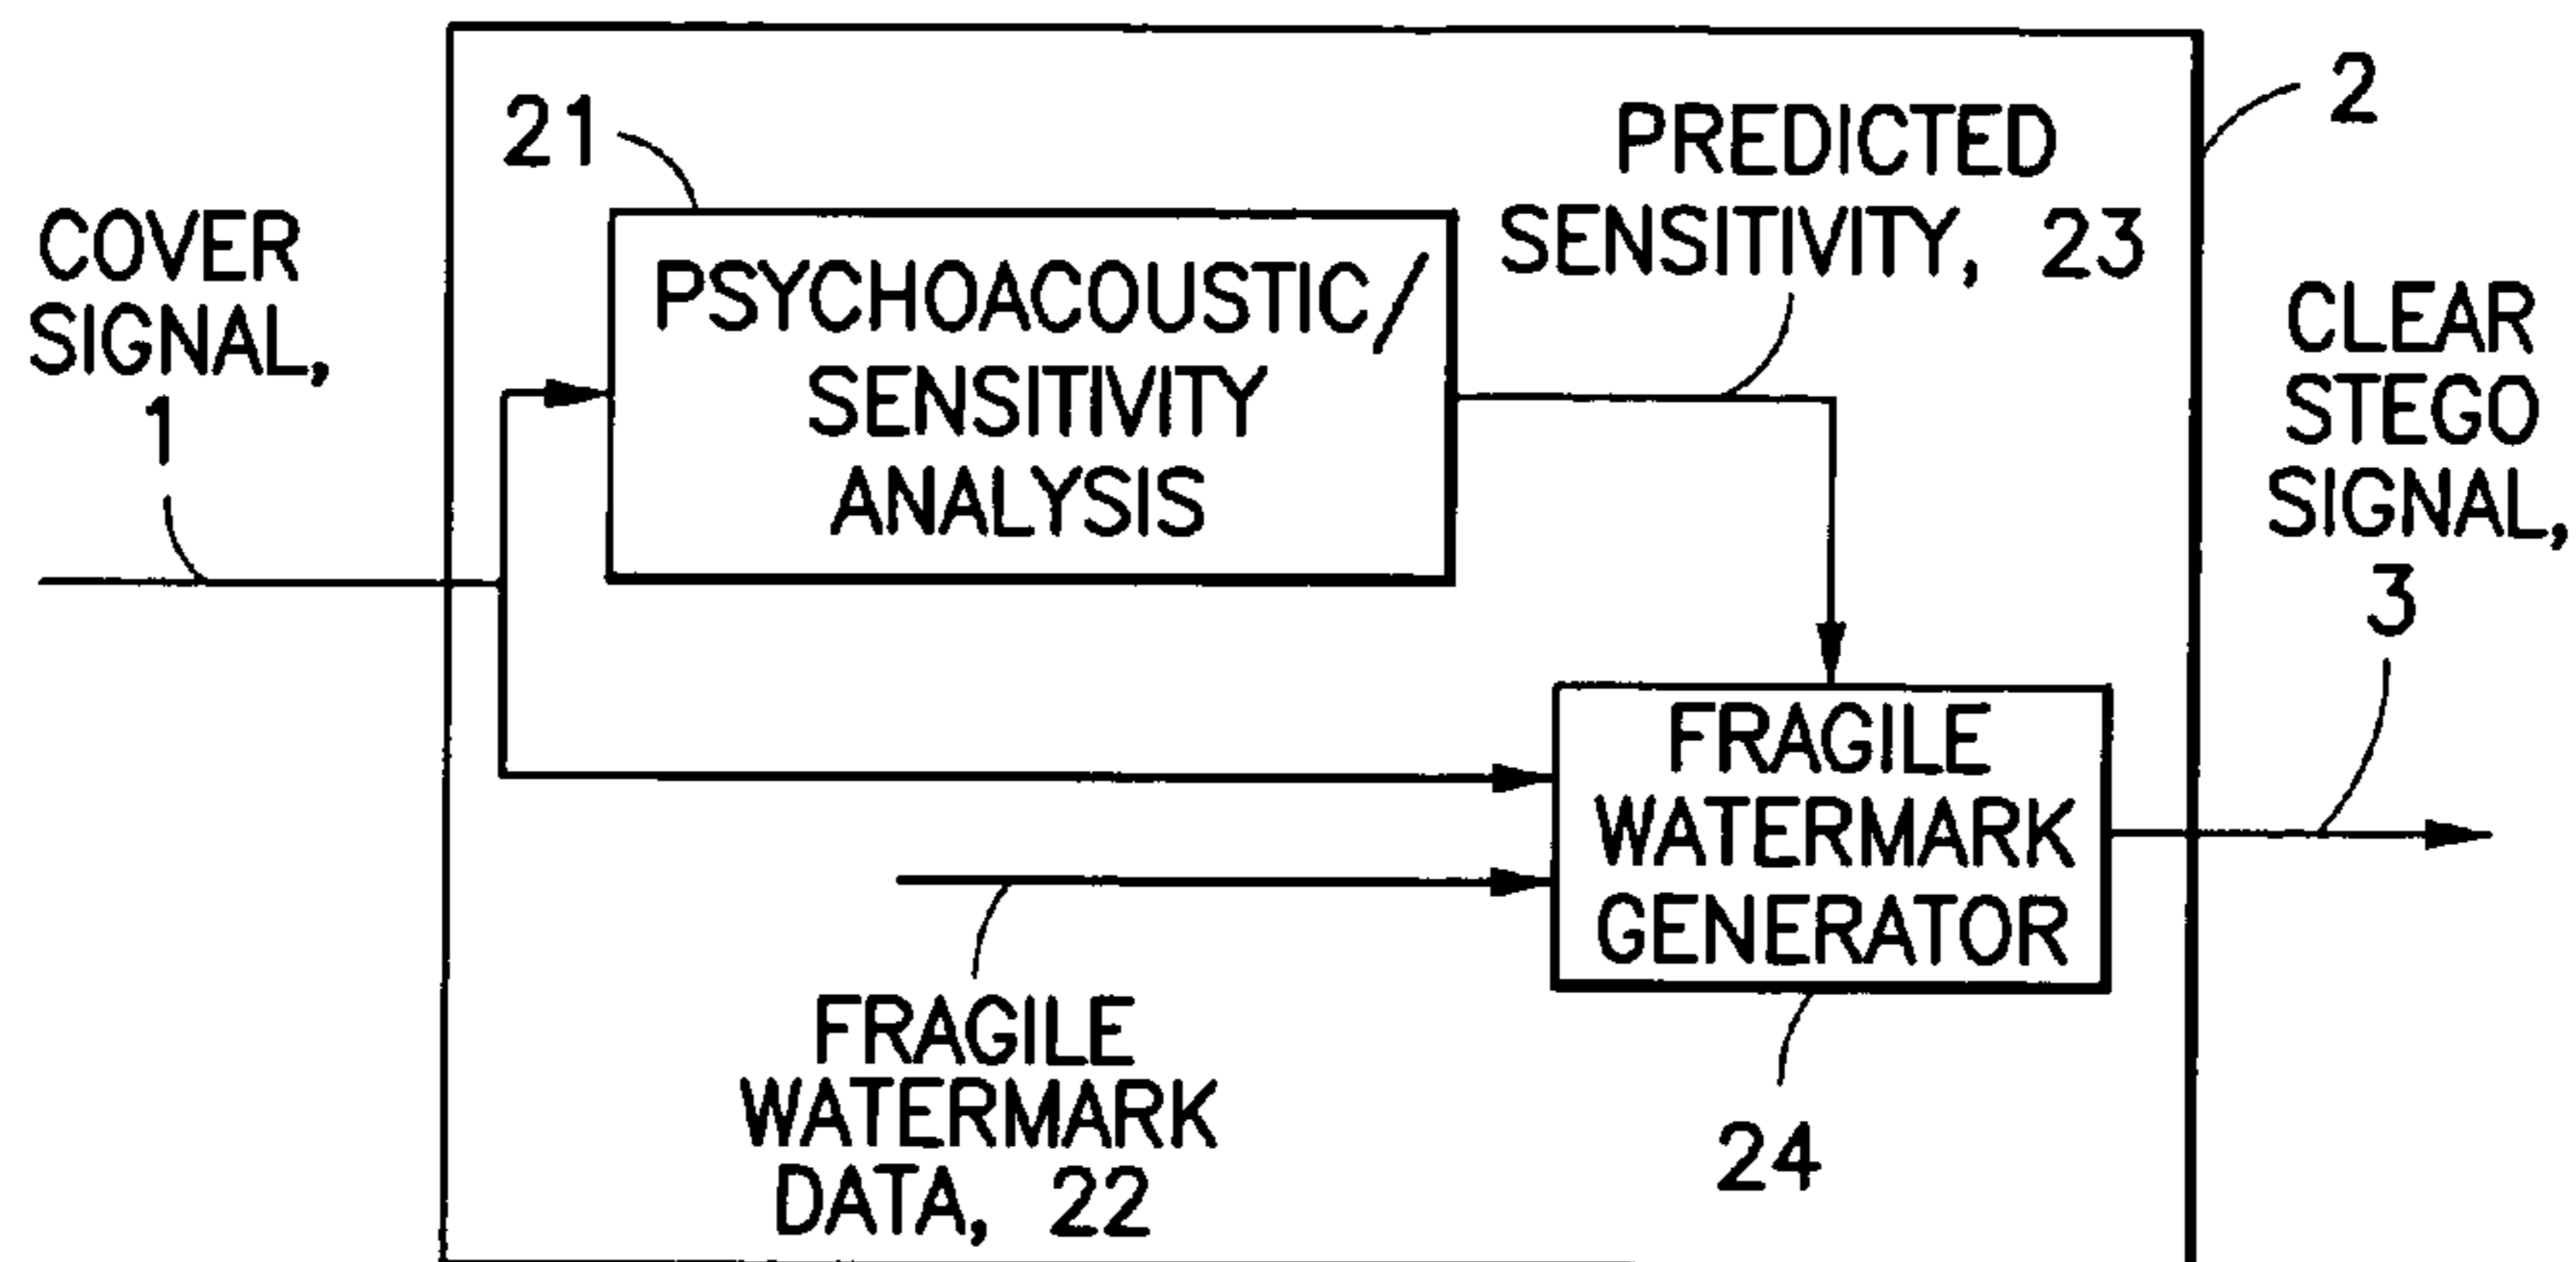 COVER
SIGNAL,
1
21
PSYCHOACOUSTIC/
SENSITIVITY
ANALYSIS
PREDICTED
SENSITIVITY, 23
2
CLEAR
STEGO
SIGNAL,
3
FRAGILE
WATERMARK
GENERATOR
24
FRAGILE
WATERMARK
DATA, 22